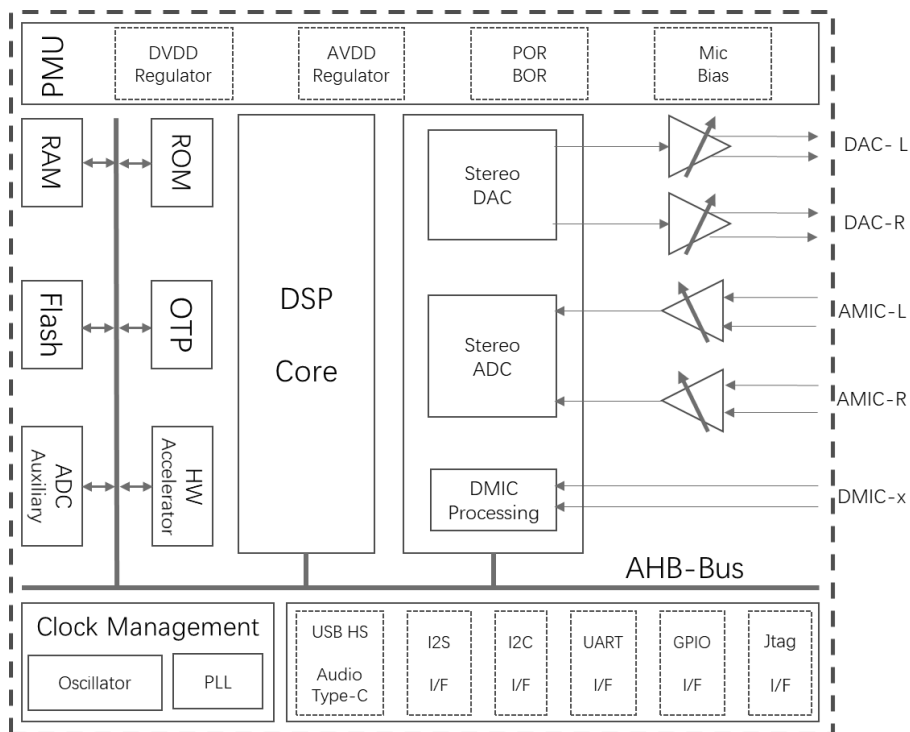 PMU
DVDD
Regulator
AVDD
Regulator
POR
BOR
Mic
Bias
RAM
ROM
Flash
OTP
ADC
Auxiliary
HW
Accelerator
DSP
Core
Stereo
DAC
Stereo
ADC
DMIC
Processing
DAC- L
DAC-R
AMIC-L
AMIC-R
DMIC-x
AHB-Bus
Clock Management
Oscillator
PLL
USB HS
Audio
Type-C
I2S
I/F
I2C
I/F
UART
I/F
GPIO
I/F
Jtag
I/F